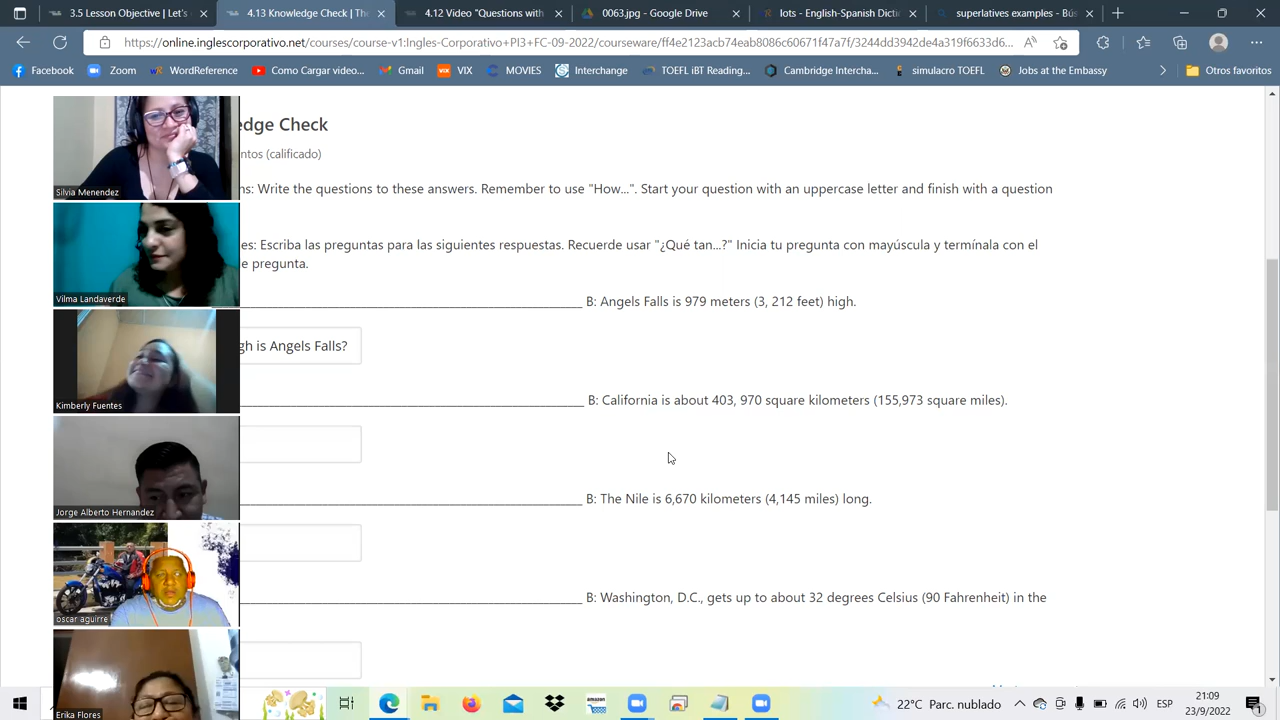 3.5 Lesson Objective | Let's
4.13 Knowledge Check | The
4.12 Video "Questions with
0063.jpg - Google Drive
lots - English-Spanish Dicti
superlatives examples - Bús
https://online.inglescorporativo.net/courses/course-v1:Ingles-Corporativo+PI3+FC-09-2022/courseware/ff4e2123acb74eab8086c60671f47a7f/3244dd3942de4a319f6633d6...
Facebook
Zoom
WordReference
Como Cargar video...
Gmail
VIX
MOVIES
Interchange
TOEFL iBT Reading...
Cambridge Intercha...
simulacro TOEFL
Jobs at the Embassy
Otros favoritos
edge Check
ntos (calificado)
ns: Write the questions to these answers. Remember to use "How...". Start your question with an uppercase letter and finish with a question
es: Escriba las preguntas para las siguientes respuestas. Recuerde usar "¿Qué tan...?" Inicia tu pregunta con mayúscula y termínala con el
e pregunta.
B: Angels Falls is 979 meters (3, 212 feet) high.
gh is Angels Falls?
B: California is about 403, 970 square kilometers (155,973 square miles).
B: The Nile is 6,670 kilometers (4,145 miles) long.
B: Washington, D.C., gets up to about 32 degrees Celsius (90 Fahrenheit) in the
Silvia Menendez
Vilma Landaverde
Kimberly Fuentes
Jorge Alberto Hernandez
oscar aguirre
Erika Flores
amazon
22°C Parc. nublado
ESP
21:09
23/9/2022